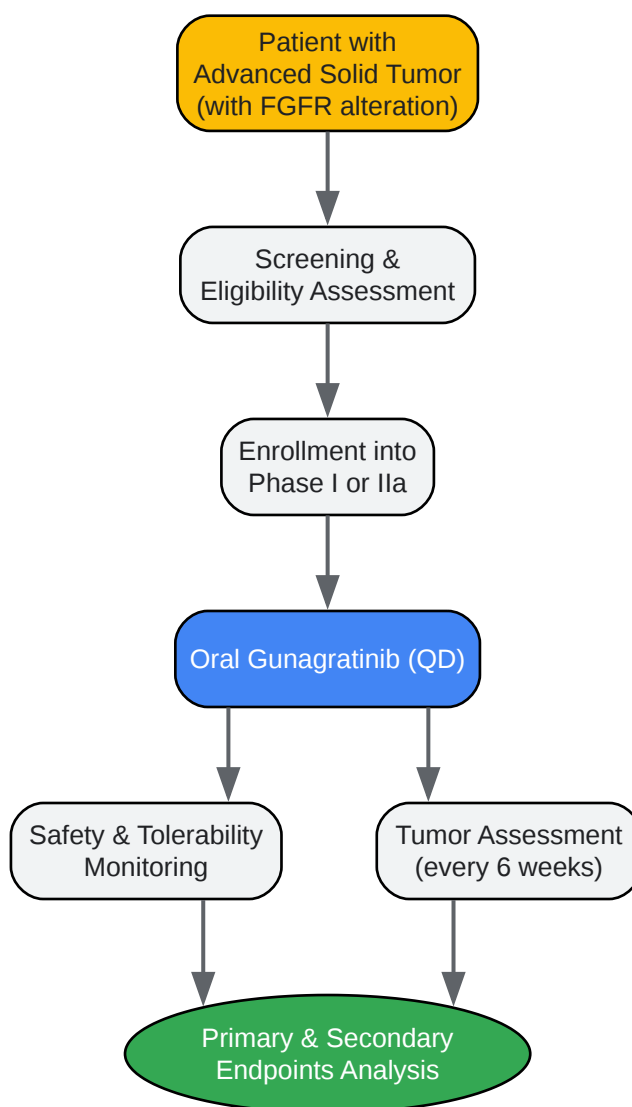 Patient with
Advanced Solid Tumor
(with FGFR alteration)
Screening &
Eligibility Assessment
Enrollment into
Phase I or IIa
Oral Gunagratinib (QD)
Safety & Tolerability
Monitoring
Tumor Assessment
(every 6 weeks)
Primary & Secondary
Endpoints Analysis